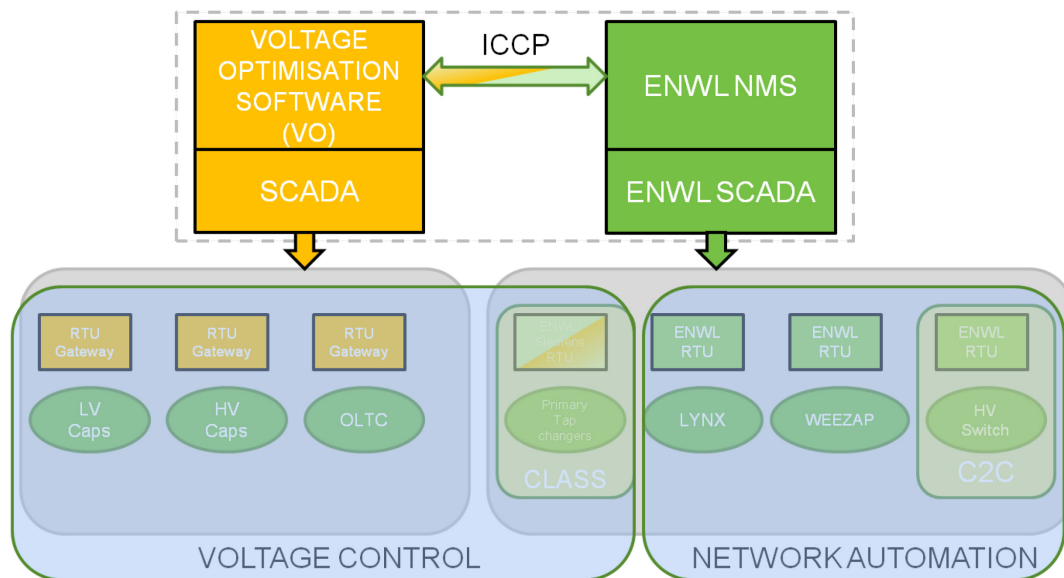 VOLTAGE
OPTIMISATION
SOFTWARE
(VO)
ICCP
ENWL NMS
SCADA
ENWL SCADA
RTU
Gateway
RTU
Gateway
RTU
Gateway
ENWL
Siemens
RTU
ENWL
RTU
ENWL
RTU
ENWL
RTU
LV
Caps
HV
Caps
OLTC
Primary
Tap
changers
LYNX
WEEZAP
HV
Switch
CLASS
C2C
VOLTAGE CONTROL
NETWORK AUTOMATION